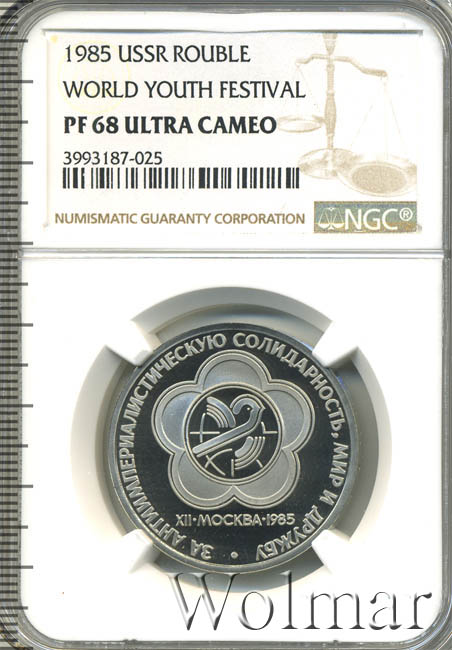 1985 USSR ROUBLE
WORLD YOUTH FESTIVAL
PF 68 ULTRA CAMEO
3993187-025
NUMISMATIC GUARANTY CORPORATION
NGC®
ЗА АНТИИМПЕРИАЛИСТИЧЕСКУЮ СОЛИДАРНОСТЬ, МИР И ДРУЖБУ
XII·МОСКВА·1985
Wolmar